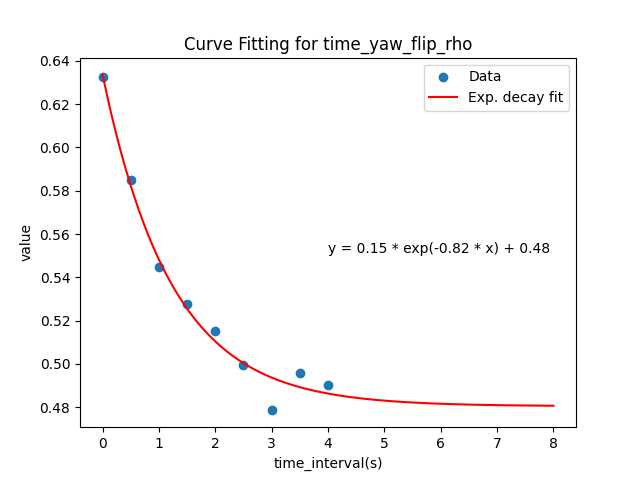 Curve Fitting for time_yaw_flip_rho
Data
Exp. decay fit
y = 0.15 * exp(-0.82 * x) + 0.48
value
0.64
0.62
0.60
0.58
0.56
0.54
0.52
0.50
0.48
0 1 2 3 4 5 6 7 8
time_interval(s)